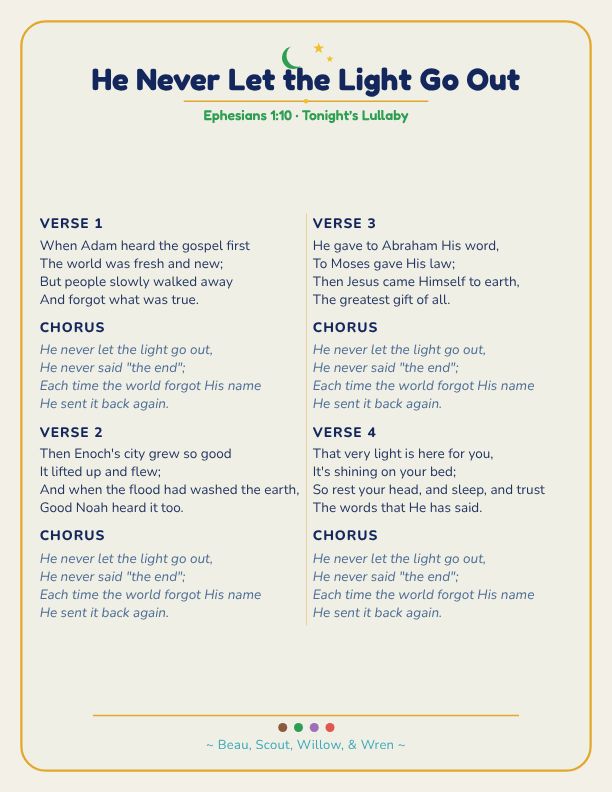 He Never Let the Light Go Out
Ephesians 1:10 · Tonight's Lullaby
VERSE 1
When Adam heard the gospel first
The world was fresh and new;
But people slowly walked away
And forgot what was true.
CHORUS
He never let the light go out,
He never said "the end";
Each time the world forgot His name
He sent it back again.
VERSE 2
Then Enoch's city grew so good
It lifted up and flew;
And when the flood had washed the earth,
Good Noah heard it too.
CHORUS
He never let the light go out,
He never said "the end";
Each time the world forgot His name
He sent it back again.
VERSE 3
He gave to Abraham His word,
To Moses gave His law;
Then Jesus came Himself to earth,
The greatest gift of all.
CHORUS
He never let the light go out,
He never said "the end";
Each time the world forgot His name
He sent it back again.
VERSE 4
That very light is here for you,
It's shining on your bed;
So rest your head, and sleep, and trust
The words that He has said.
CHORUS
He never let the light go out,
He never said "the end";
Each time the world forgot His name
He sent it back again.
~ Beau, Scout, Willow, & Wren ~